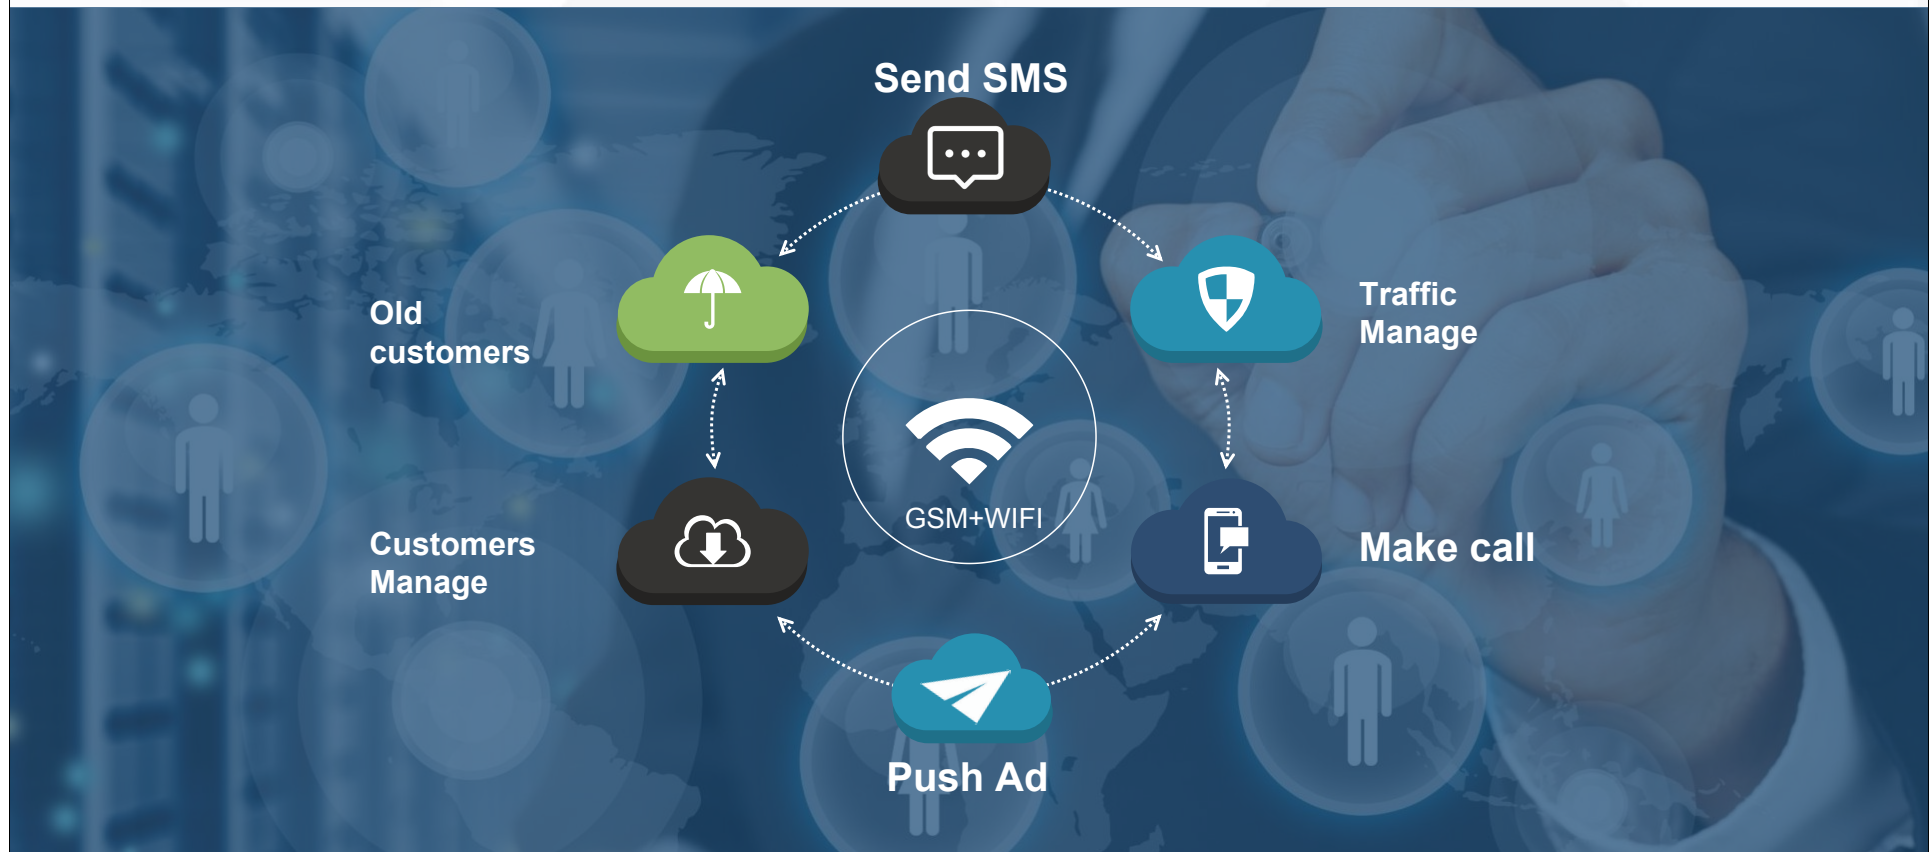 Send SMS
Old
customers
Traffic
Manage
GSM+WIFI
Customers
Manage
Make call
Push Ad